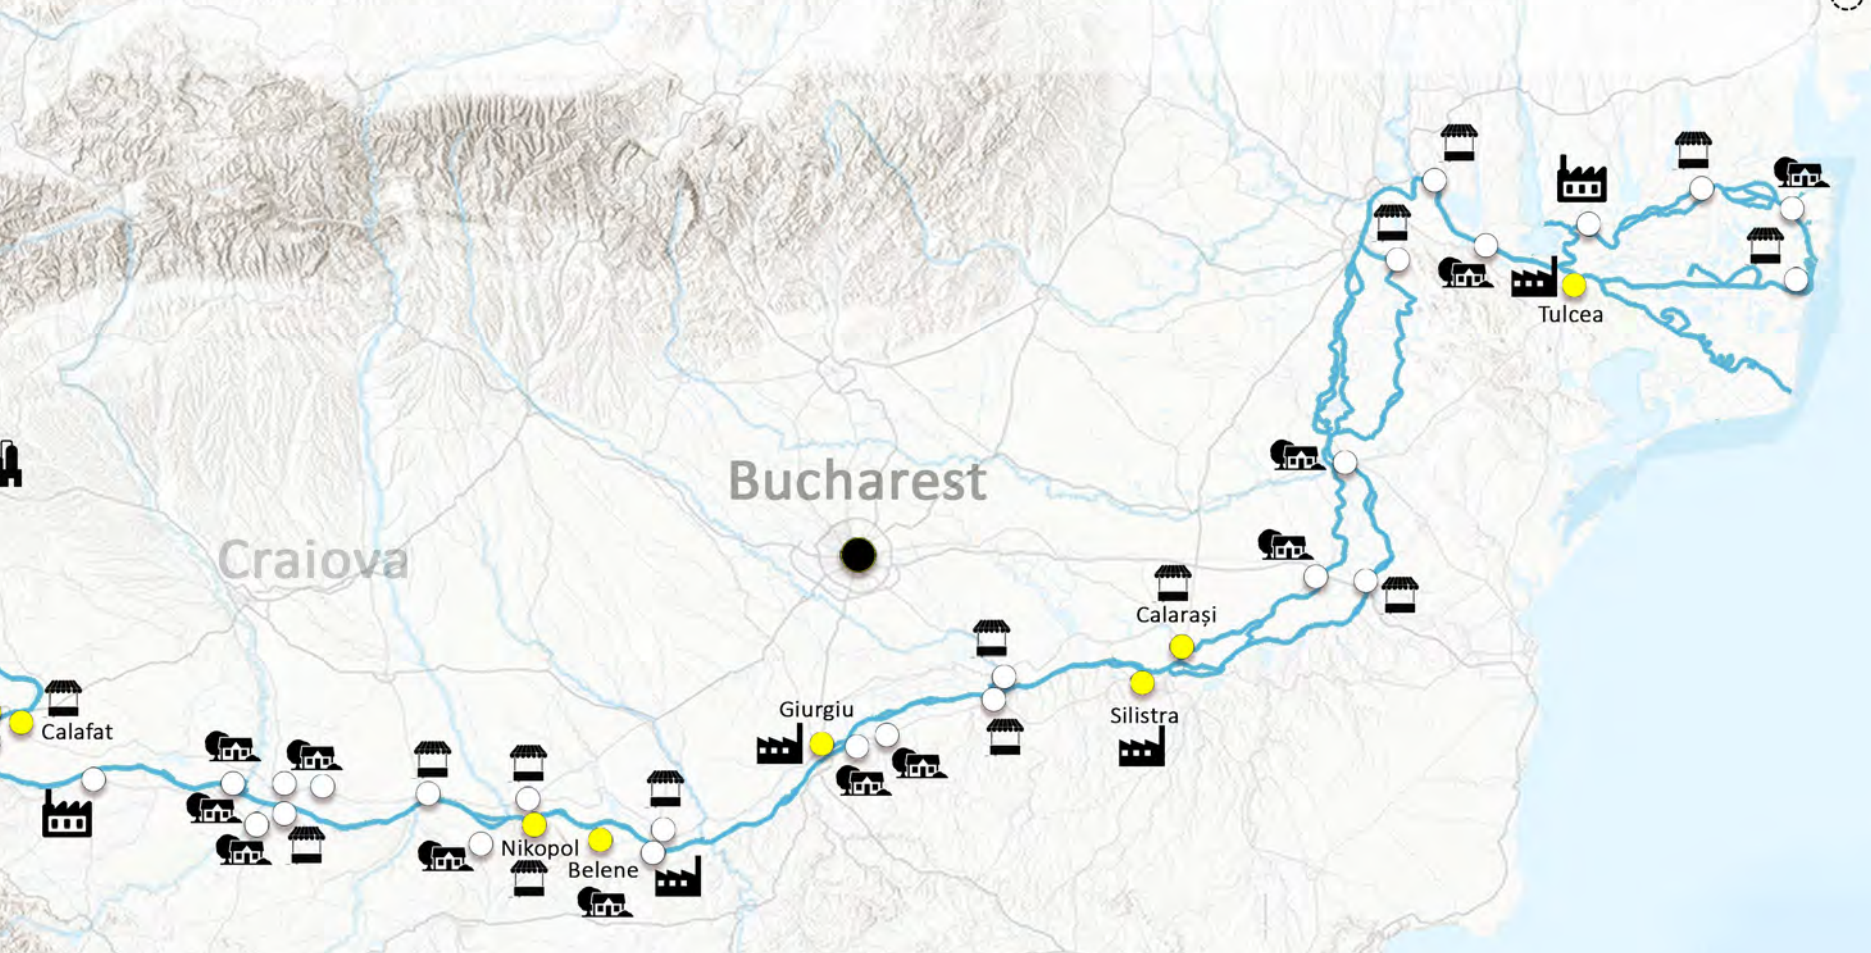 Tulcea
Bucharest
Craiova
Calarași
Giurgiu
Silistra
Calafat
Nikopol
Belene